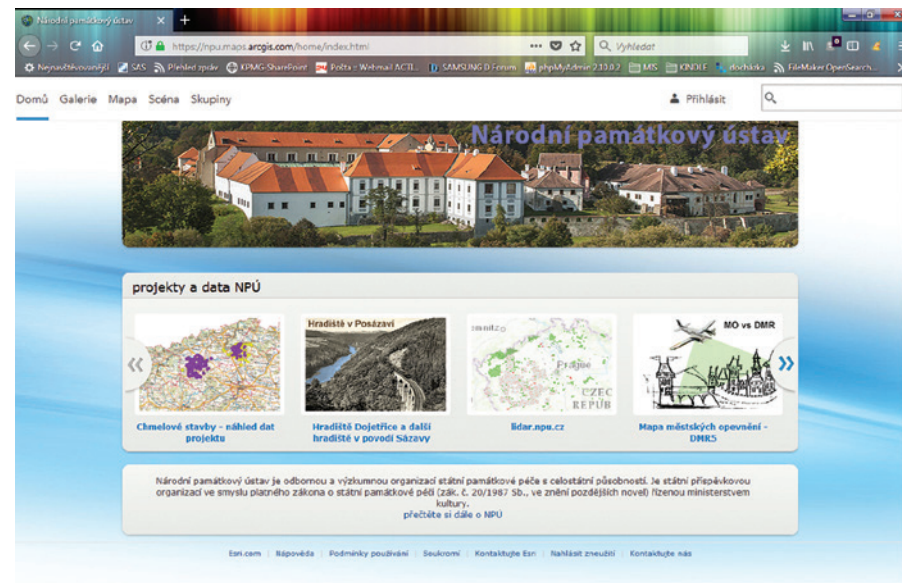 Národní památkový ústav
https://npu.maps.arcgis.com/home/index.html
Vyhledat
Nejnavštěvovanější SAS Přehled zpráv KPMG-SharePoint Pošta :: Webmail ACTI... SAMSUNG D Forum phpMyAdmin 2.10.0.2 MIS KINDLE docházka FileMaker OpenSearch...
Domů Galerie Mapa Scéna Skupiny Přihlásit
Národní památkový ústav
projekty a data NPÚ
Hradiště v Posázaví
Prague
CZEC
REPUB
MO vs DMR
Chmelové stavby - náhled dat
projektu
Hradiště Dojetřice a další
hradiště v povodí Sázavy
lidar.npu.cz
Mapa městských opevnění -
DMR5
Národní památkový ústav je odbornou a výzkumnou organizací státní památkové péče s celostátní působností. Je státní příspěvkovou
organizací ve smyslu platného zákona o státní památkové péči (zák. č. 20/1987 Sb., ve znění pozdějších novel) řízenou ministerstvem
kultury.
přečtěte si dále o NPÚ
Esri.com Nápověda Podmínky používání Soukromí Kontaktujte Esri Nahlásit zneužití Kontaktujte nás